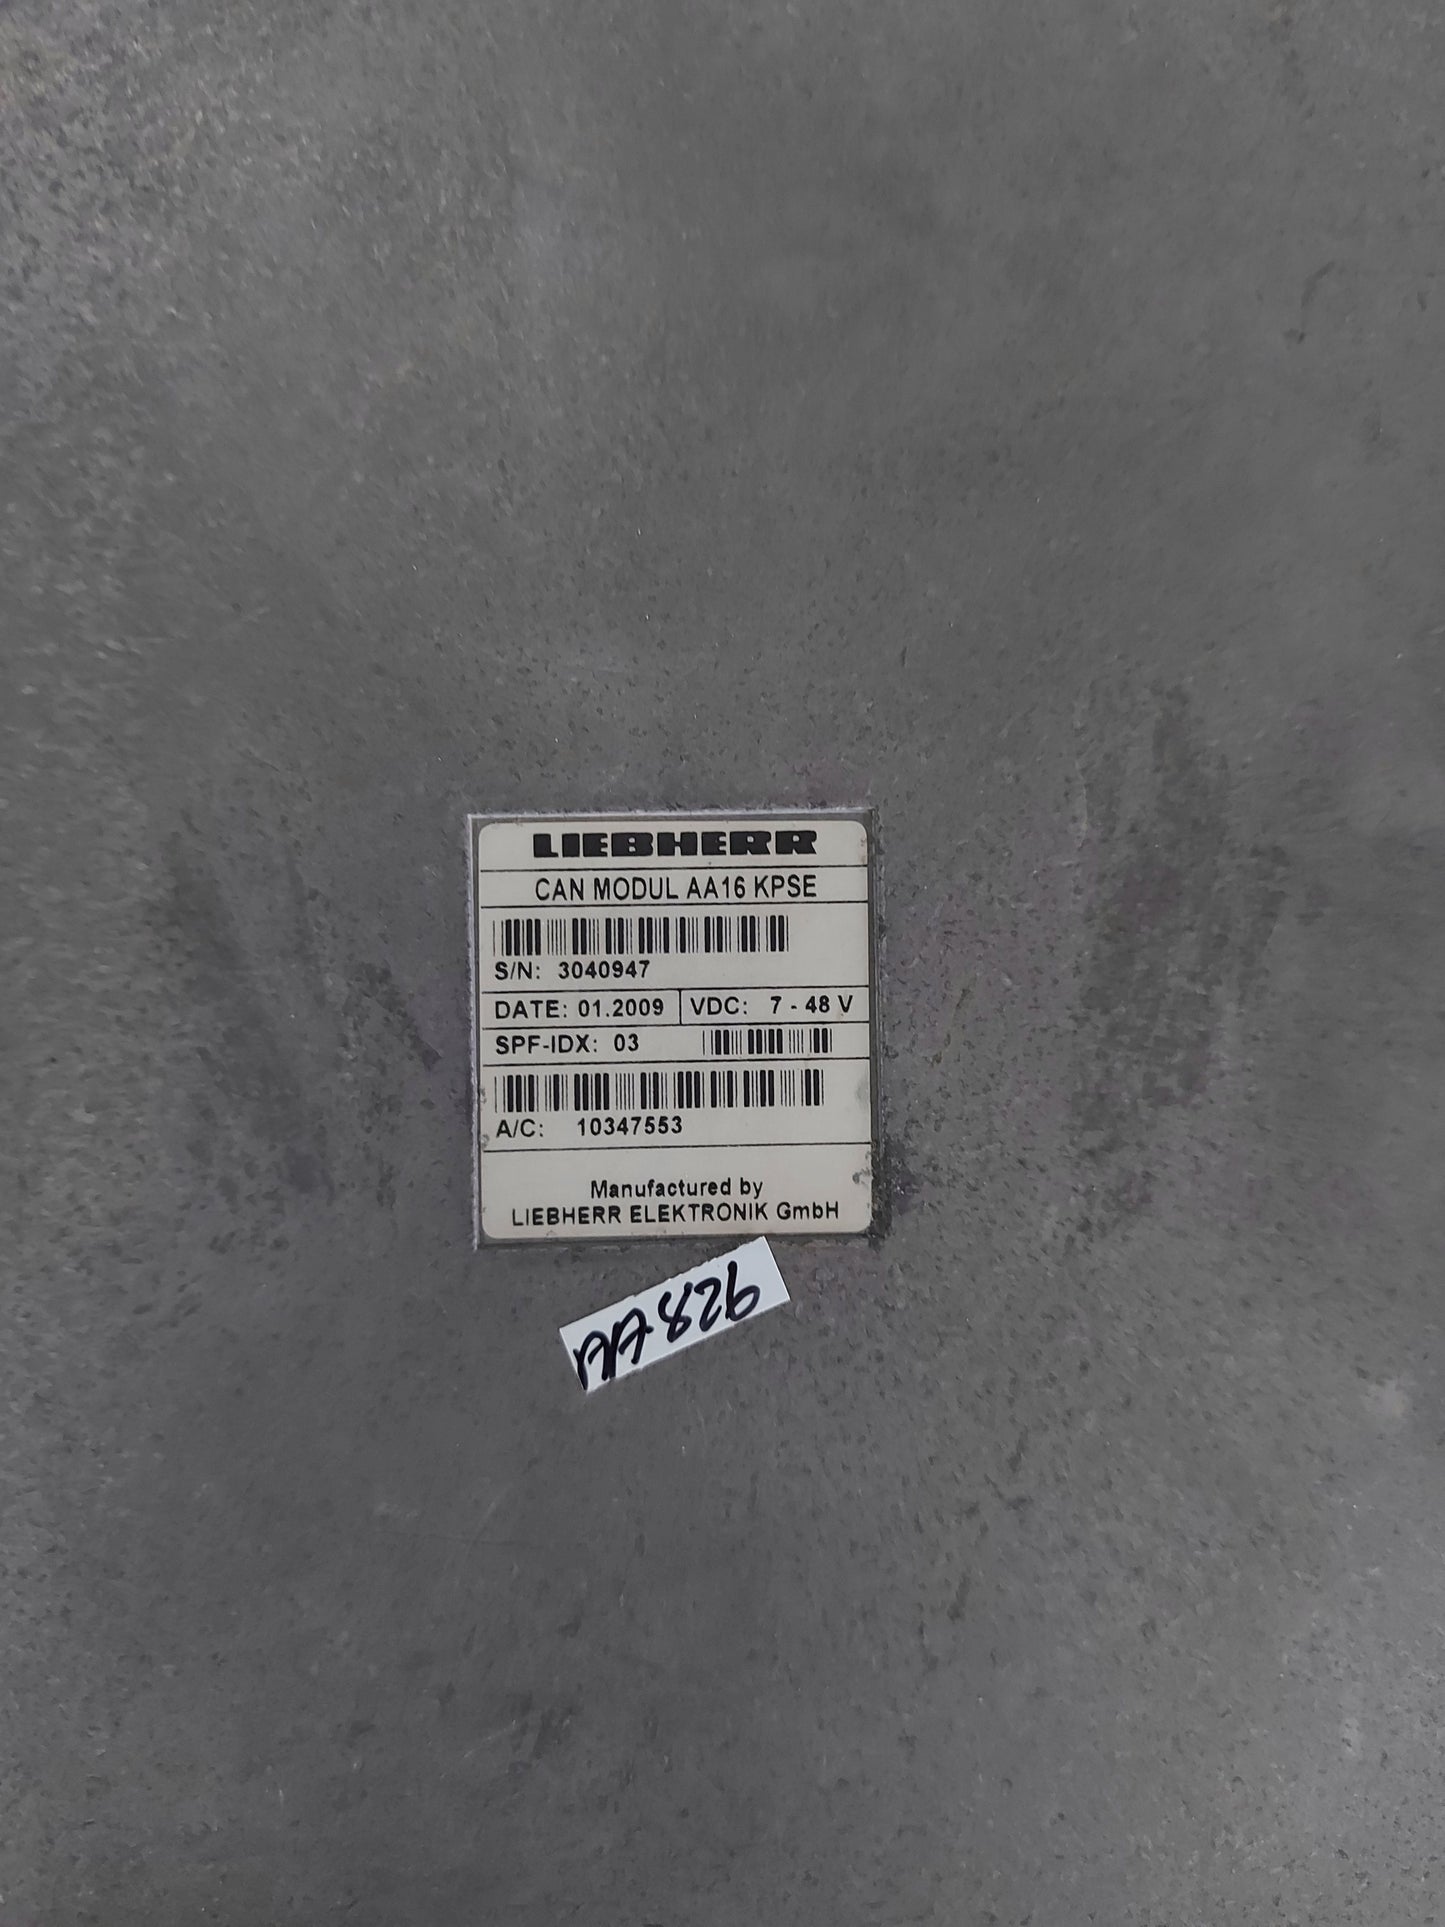 LIEBHERR
CAN MODUL AA16 KPSE
S/N: 3040947
DATE: 01.2009 VDC: 7 - 48 V
SPF-IDX: 03
A/C: 10347553
Manufactured by
LIEBHERR ELEKTRONIK GmbH
AA826